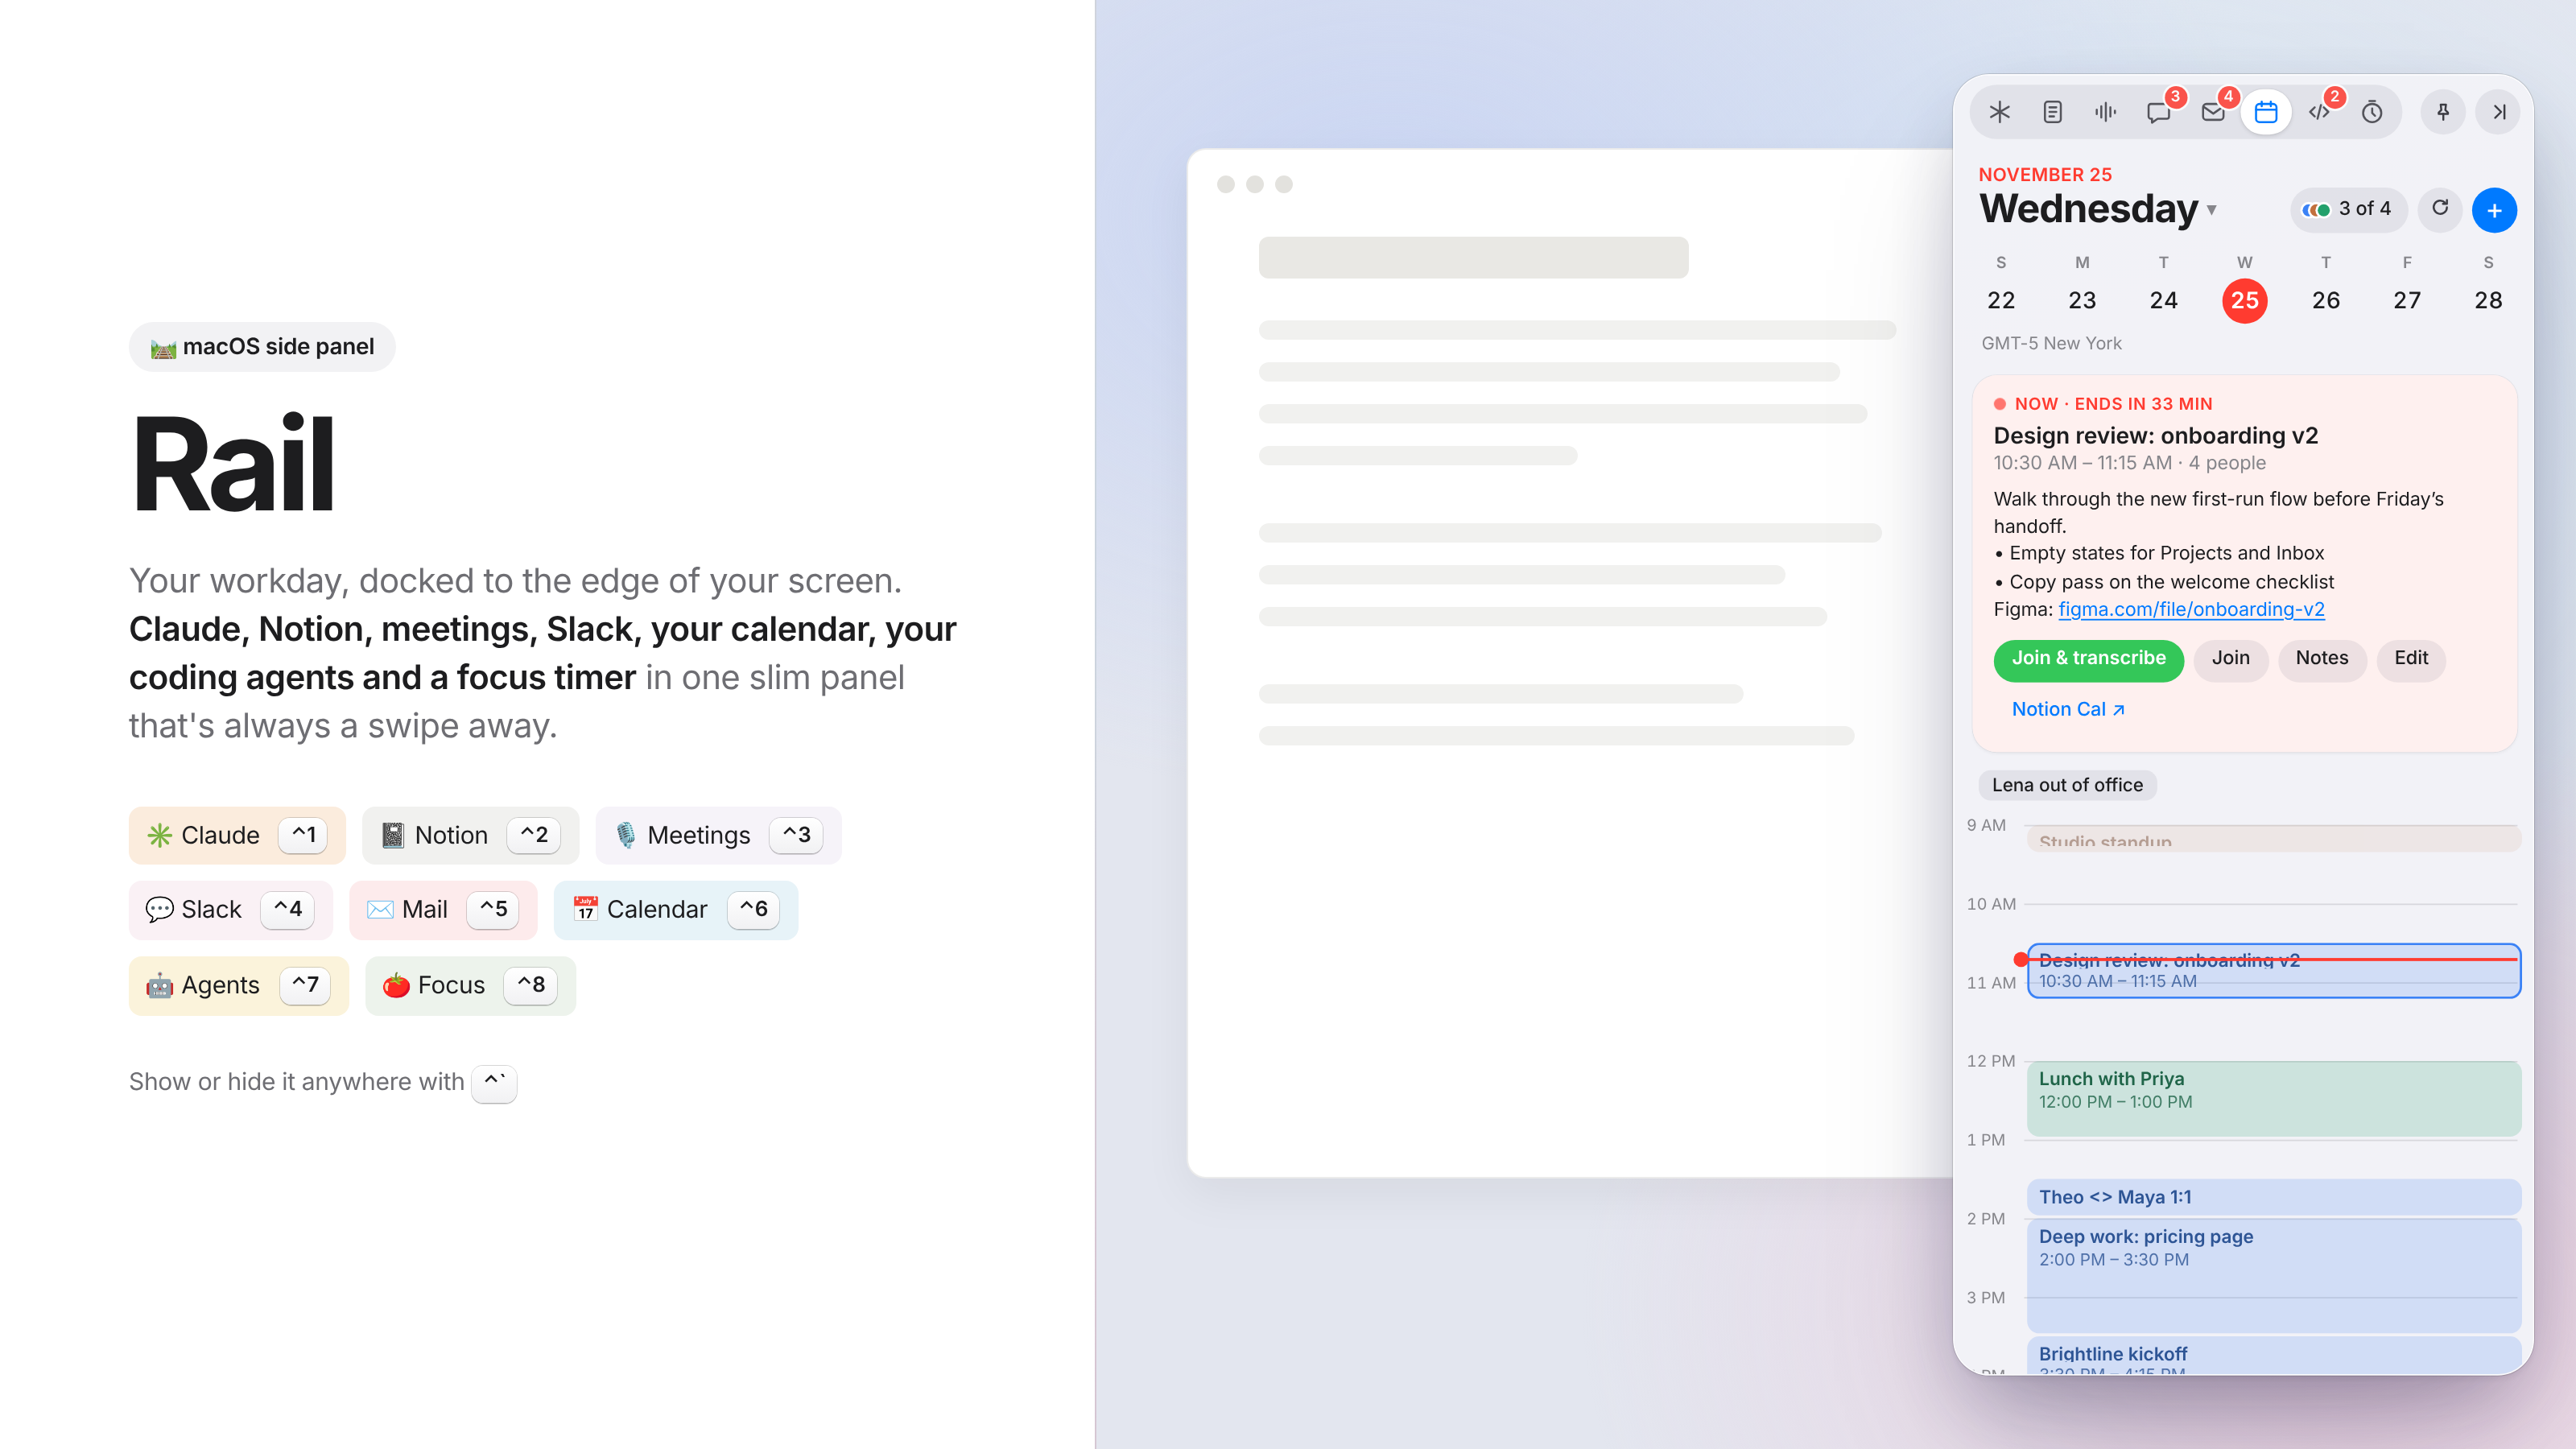 macOS side panel
Rail
Your workday, docked to the edge of your screen.
Claude, Notion, meetings, Slack, your calendar, your
coding agents and a focus timer in one slim panel
that's always a swipe away.
Claude ^1
Notion ^2
Meetings ^3
Slack ^4
Mail ^5
Calendar ^6
Agents ^7
Focus ^8
Show or hide it anywhere with ^`
3
4
2
NOVEMBER 25
Wednesday
3 of 4
S M T W T F S
22 23 24 25 26 27 28
GMT-5 New York
NOW · ENDS IN 33 MIN
Design review: onboarding v2
10:30 AM – 11:15 AM · 4 people
Walk through the new first-run flow before Friday’s
handoff.
• Empty states for Projects and Inbox
• Copy pass on the welcome checklist
Figma: figma.com/file/onboarding-v2
Join & transcribe
Join
Notes
Edit
Notion Cal ↗
Lena out of office
9 AM
Studio standup
10 AM
Design review: onboarding v2
10:30 AM – 11:15 AM
11 AM
12 PM
Lunch with Priya
12:00 PM – 1:00 PM
1 PM
Theo <> Maya 1:1
2 PM
Deep work: pricing page
2:00 PM – 3:30 PM
3 PM
Brightline kickoff
3:30 PM – 4:15 PM